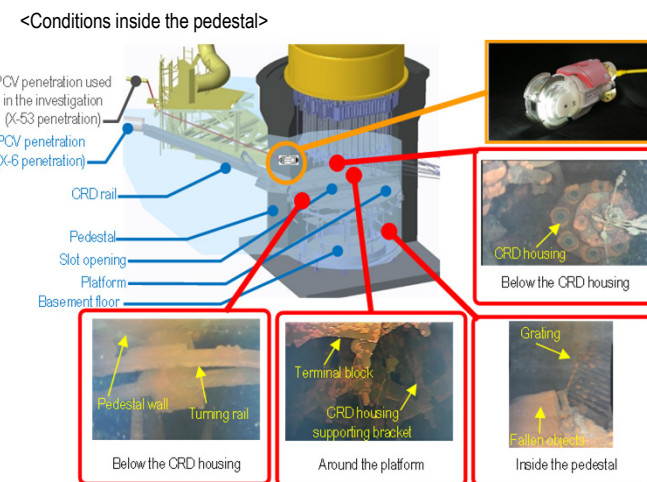 <Conditions inside the pedestal>
PCV penetration used
in the investigation
(X-53 penetration)
PCV penetration
(X-6 penetration)
CRD rail
Pedestal
Slot opening
Platform
Basement floor
CRD housing
Below the CRD housing
Pedestal wall
Turning rail
Below the CRD housing
Terminal block
CRD housing
supporting bracket
Around the platform
Grating
Fallen objects
Inside the pedestal